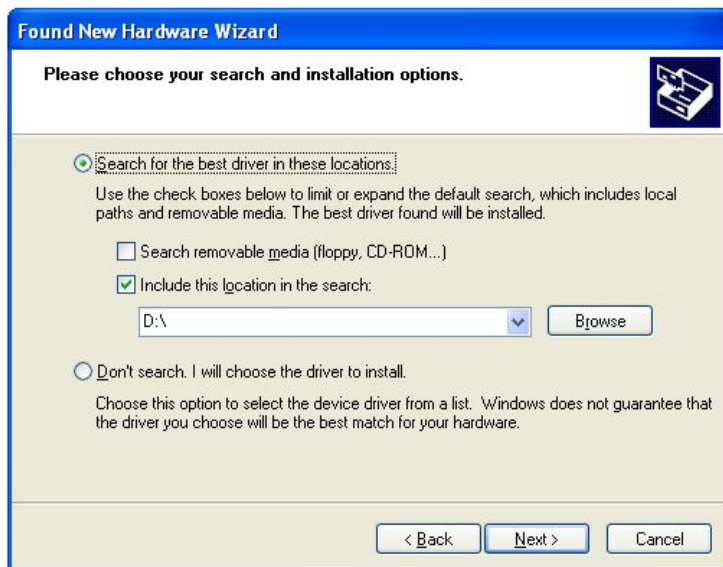 Found New Hardware Wizard
Please choose your search and installation options.
Search for the best driver in these locations.
Use the check boxes below to limit or expand the default search, which includes local
paths and removable media. The best driver found will be installed.
Search removable media (floppy, CD-ROM...)
Include this location in the search:
D:\
Browse
Don't search. I will choose the driver to install.
Choose this option to select the device driver from a list.  Windows does not guarantee that
the driver you choose will be the best match for your hardware.
< Back
Next >
Cancel